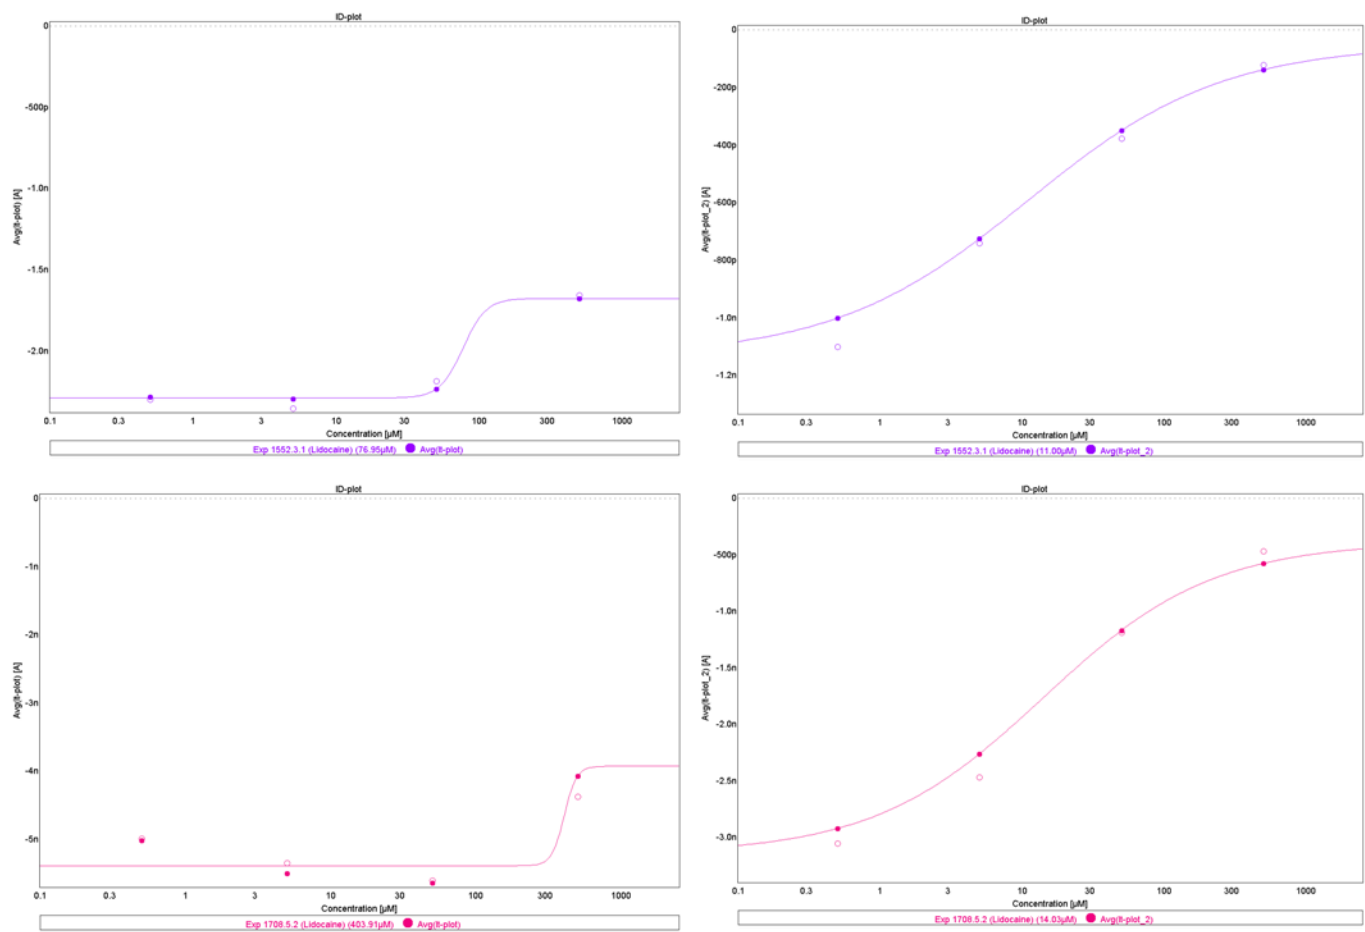 ID-plot
0
-500p
-1.0n
-1.5n
-2.0n
Avg(It-plot) [A]
0.1 0.3 1 3 10 30 100 300 1000
Concentration [µM]
Exp 1552.3.1 (Lidocaine) (76.95µM) Avg(It-plot)
ID-plot
0
-200p
-400p
-600p
-800p
-1.0n
-1.2n
Avg(It-plot_2) [A]
0.1 0.3 1 3 10 30 100 300 1000
Concentration [µM]
Exp 1552.3.1 (Lidocaine) (11.00µM) Avg(It-plot_2)
ID-plot
0
-1n
-2n
-3n
-4n
-5n
Avg(It-plot) [A]
0.1 0.3 1 3 10 30 100 300 1000
Concentration [µM]
Exp 1708.5.2 (Lidocaine) (403.91µM) Avg(It-plot)
ID-plot
0
-500p
-1.0n
-1.5n
-2.0n
-2.5n
-3.0n
Avg(It-plot_2) [A]
0.1 0.3 1 3 10 30 100 300 1000
Concentration [µM]
Exp 1708.5.2 (Lidocaine) (14.03µM) Avg(It-plot_2)